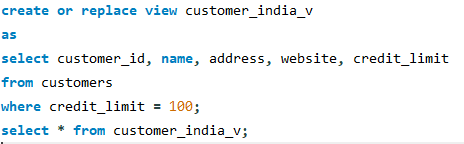 create or replace view customer_india_v
as
select customer_id, name, address, website, credit_limit
from customers
where credit_limit = 100;
select * from customer_india_v;